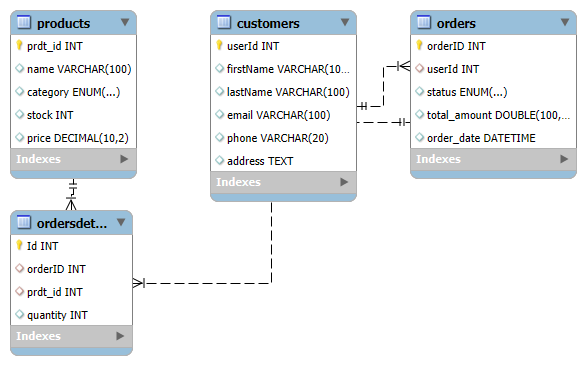 products
prdt_id INT
name VARCHAR(100)
category ENUM(...)
stock INT
price DECIMAL(10,2)
Indexes
customers
userId INT
firstName VARCHAR(10...
lastName VARCHAR(100)
email VARCHAR(100)
phone VARCHAR(20)
address TEXT
Indexes
orders
orderID INT
userId INT
status ENUM(...)
total_amount DOUBLE(100,...
order_date DATETIME
Indexes
ordersdet...
Id INT
orderID INT
prdt_id INT
quantity INT
Indexes